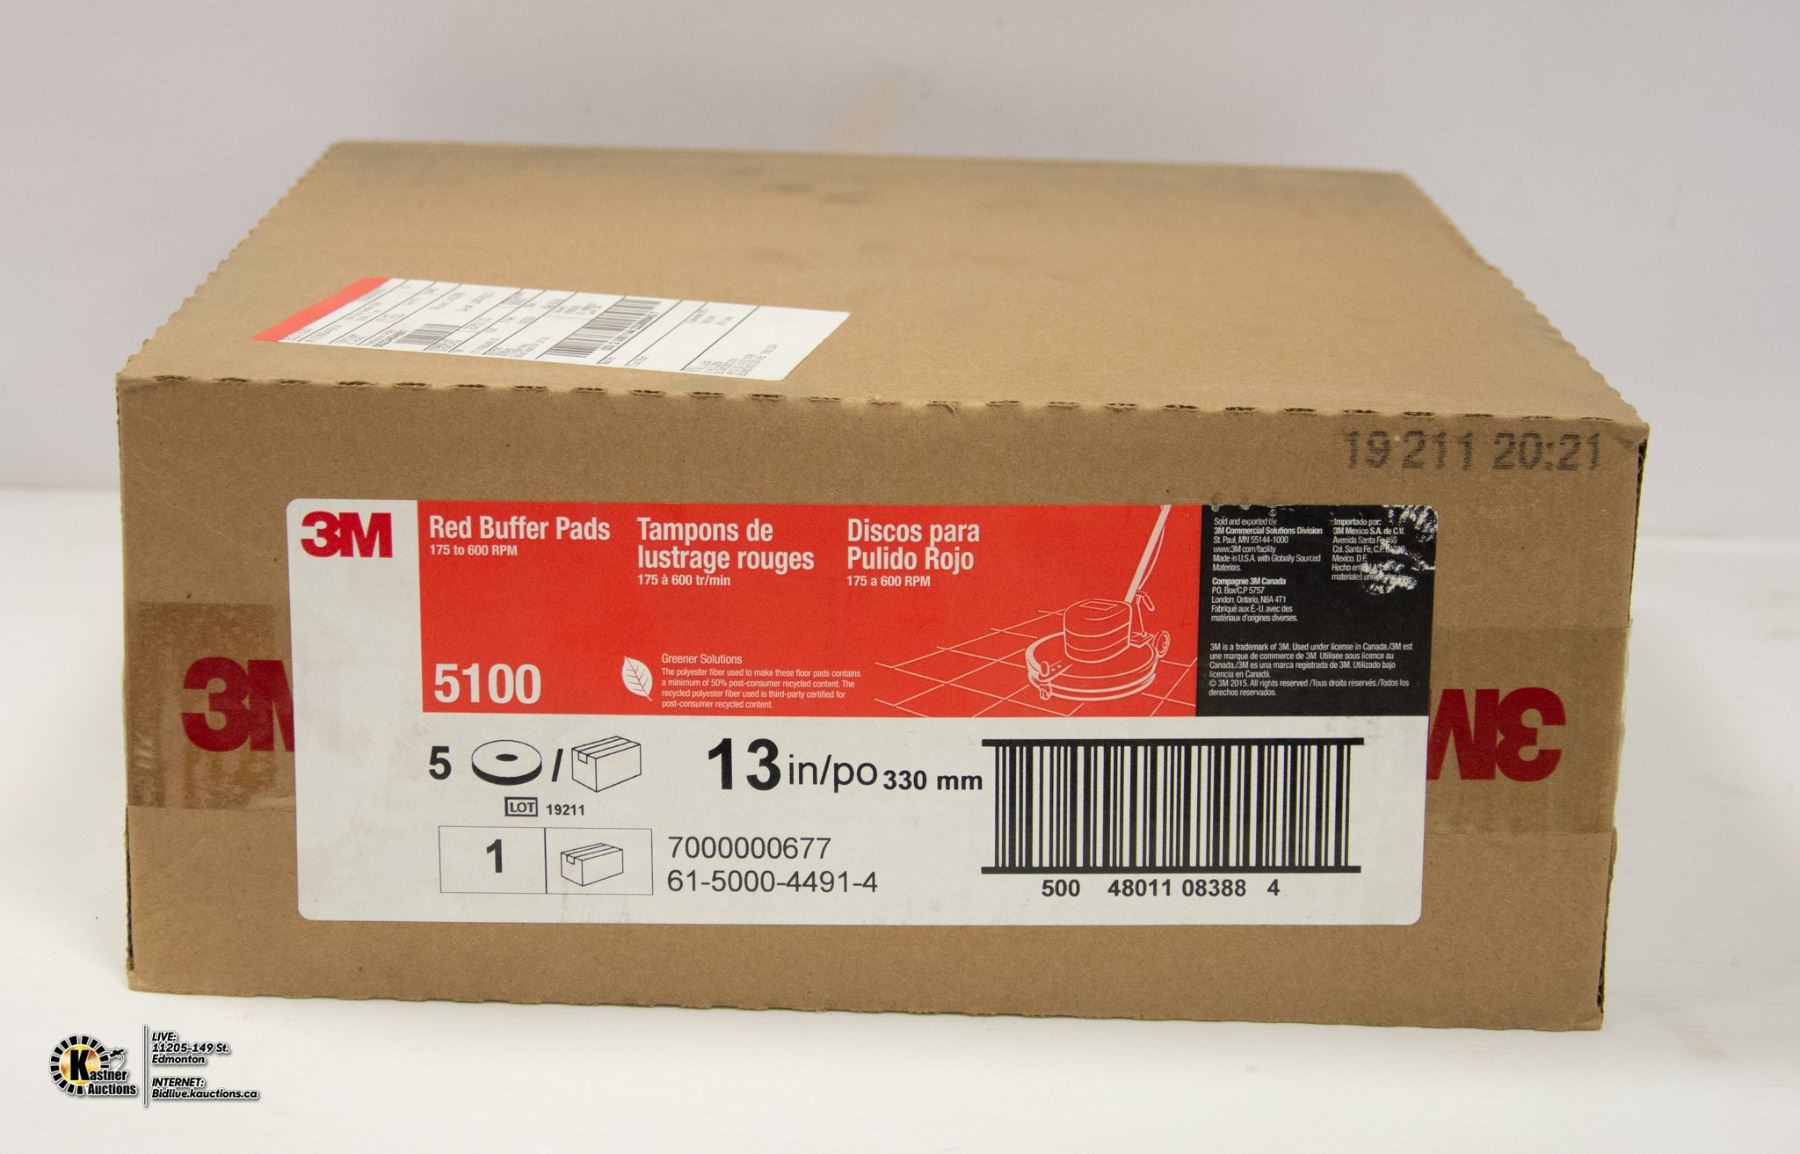 19 211 20:21
3M
Red Buffer Pads
175 to 600 RPM
Tampons de
lustrage rouges
175 à 600 tr/min
Discos para
Pulido Rojo
175 a 600 RPM
5100
Greener Solutions
The polyester fiber used to make these floor pads contains
a minimum of 50% post-consumer recycled content. The
recycled polyester fiber used is third-party certified for
post-consumer recycled content.
Sold and exported by:
3M Commercial Solutions Division
St. Paul, MN 55144-1000
www.3M.com/facility
Made in U.S.A. with Globally Sourced
Materials.
Compagnie 3M Canada
P.O. Box/C.P 5757
London, Ontario, N6A 4T1
Fabriqué aux É.-U. avec des
matériaux d'origines diverses.
Importado por:
3M Mexico S.A. de C.V.
Avenida Santa
Col. Santa Fe, C.P.
Mexico. D.F.
Hecho en
materiales
3M is a trademark of 3M. Used under license in Canada./3M est
une marque de commerce de 3M. Utilisée sous licence au
Canada./3M es una marca registrada de 3M. Utilizado bajo
licencia en Canadá.
© 3M 2015. All rights reserved /Tous droits réservés /Todos los
derechos reservados.
5 /
LOT 19211
13 in/po 330 mm
1
7000000677
61-5000-4491-4
500 48011 08388 4
3M
3M
Kastner
Auctions
LIVE:
11205-149 St.
Edmonton
INTERNET:
Bidlive.kauctions.ca